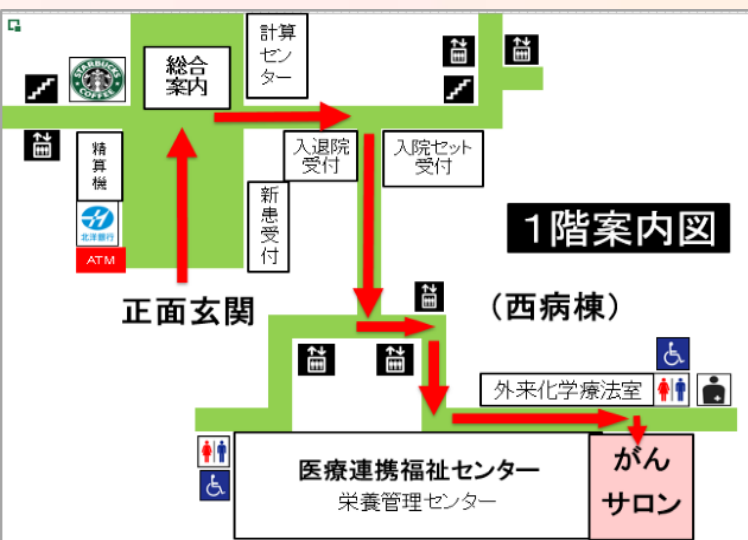 計算
セン
ター
STARBUCKS
COFFEE
総合
案内
精
算
機
入退院
受付
入院セット
受付
新
患
受
付
北洋銀行
ATM
1階案内図
正面玄関
(西病棟)
外来化学療法室
医療連携福祉センター
栄養管理センター
がん
サロン